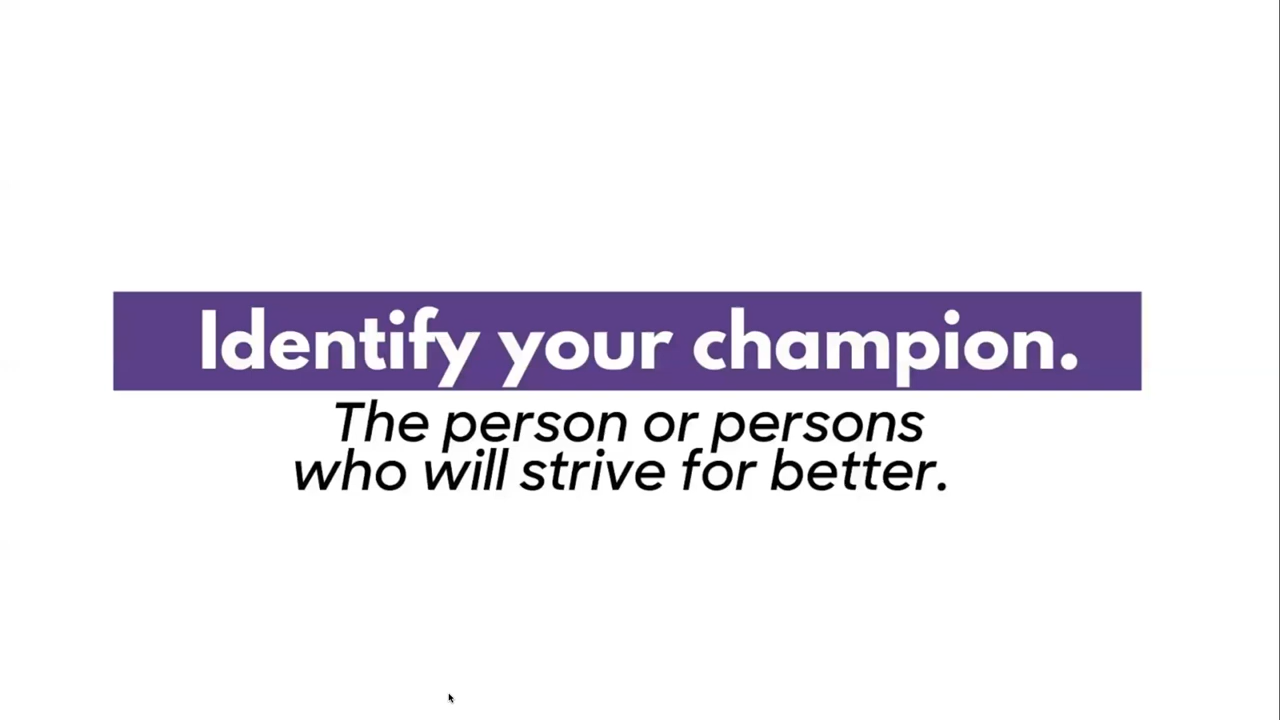 Identify your champion.
The person or persons
who will strive for better.